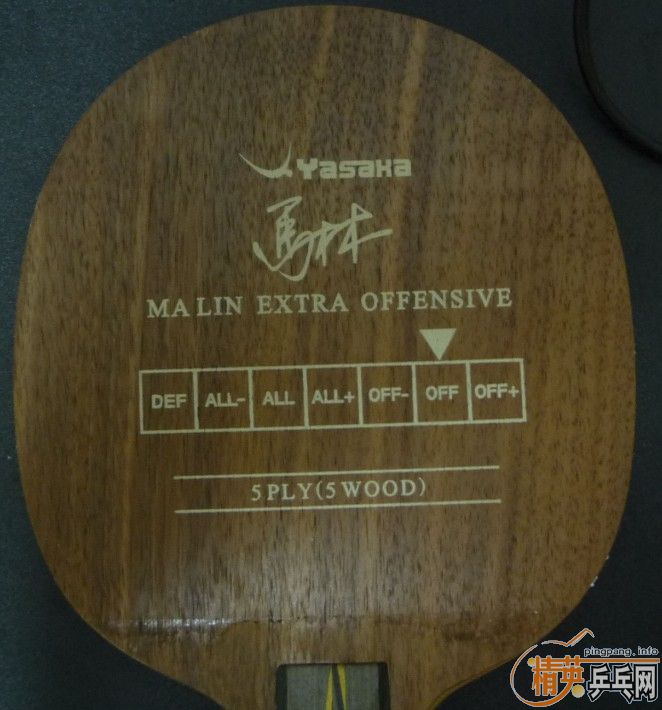 Yasaka
馬林
MA LIN EXTRA OFFENSIVE
DEF ALL- ALL ALL+ OFF- OFF OFF+
5 PLY (5 WOOD)
pingpang.info
精英乒乓网